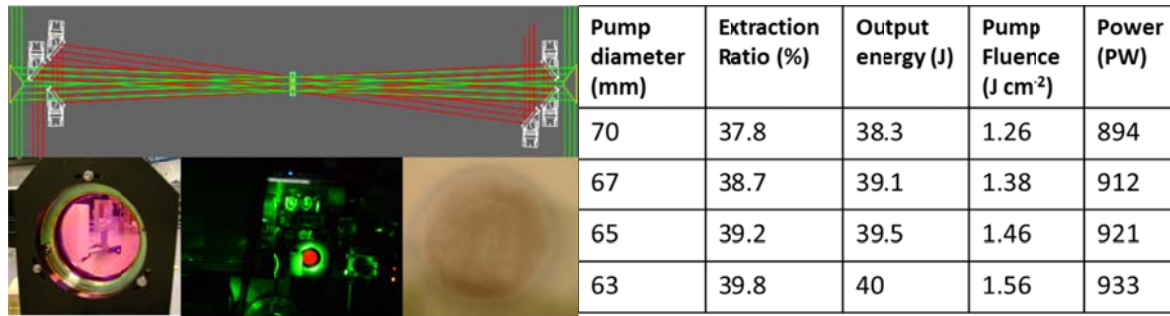 Pump diameter (mm) Extraction Ratio (%) Output energy (J) Pump Fluence (J cm-2) Power (PW)
70 37.8 38.3 1.26 894
67 38.7 39.1 1.38 912
65 39.2 39.5 1.46 921
63 39.8 40 1.56 933